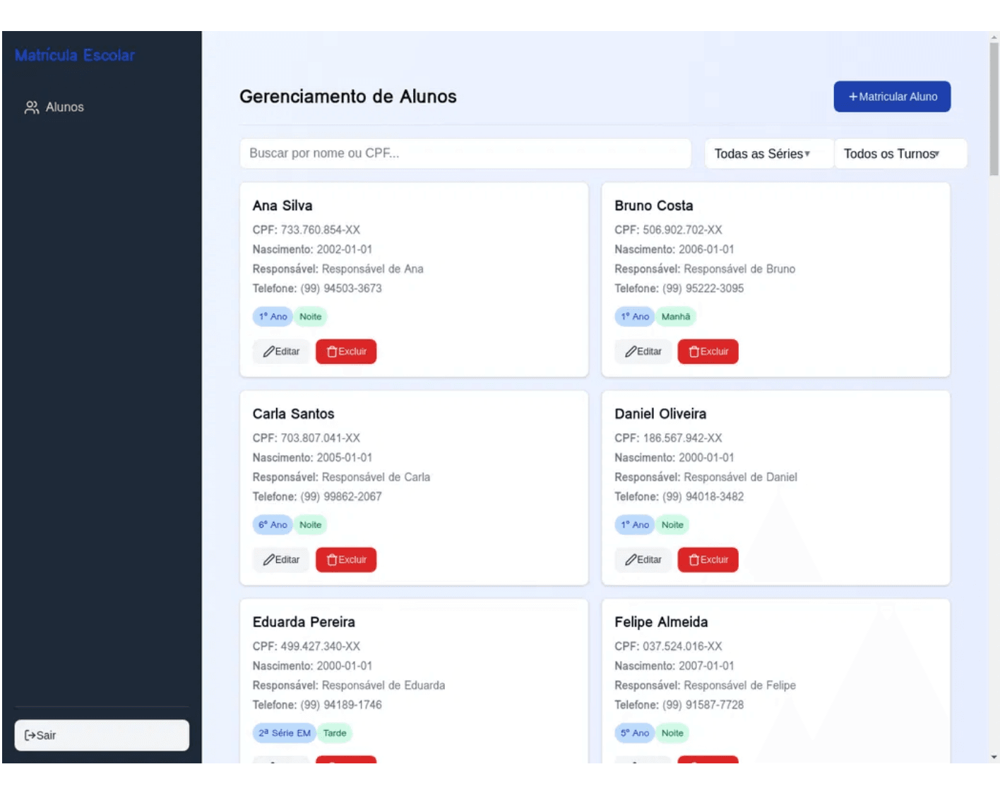 Matrícula Escolar
Alunos
Sair
Gerenciamento de Alunos
+Matricular Aluno
Buscar por nome ou CPF...
Todas as Séries
Todos os Turnos
Ana Silva
CPF: 733.760.854-XX
Nascimento: 2002-01-01
Responsável: Responsável de Ana
Telefone: (99) 94503-3673
1º Ano Noite
Editar Excluir
Bruno Costa
CPF: 506.902.702-XX
Nascimento: 2006-01-01
Responsável: Responsável de Bruno
Telefone: (99) 95222-3095
1º Ano Manhã
Editar Excluir
Carla Santos
CPF: 703.807.041-XX
Nascimento: 2005-01-01
Responsável: Responsável de Carla
Telefone: (99) 99862-2067
6º Ano Noite
Editar Excluir
Daniel Oliveira
CPF: 186.567.942-XX
Nascimento: 2000-01-01
Responsável: Responsável de Daniel
Telefone: (99) 94018-3482
1º Ano Noite
Editar Excluir
Eduarda Pereira
CPF: 499.427.340-XX
Nascimento: 2000-01-01
Responsável: Responsável de Eduarda
Telefone: (99) 94189-1746
2ª Série EM Tarde
Felipe Almeida
CPF: 037.524.016-XX
Nascimento: 2007-01-01
Responsável: Responsável de Felipe
Telefone: (99) 91587-7728
5º Ano Noite